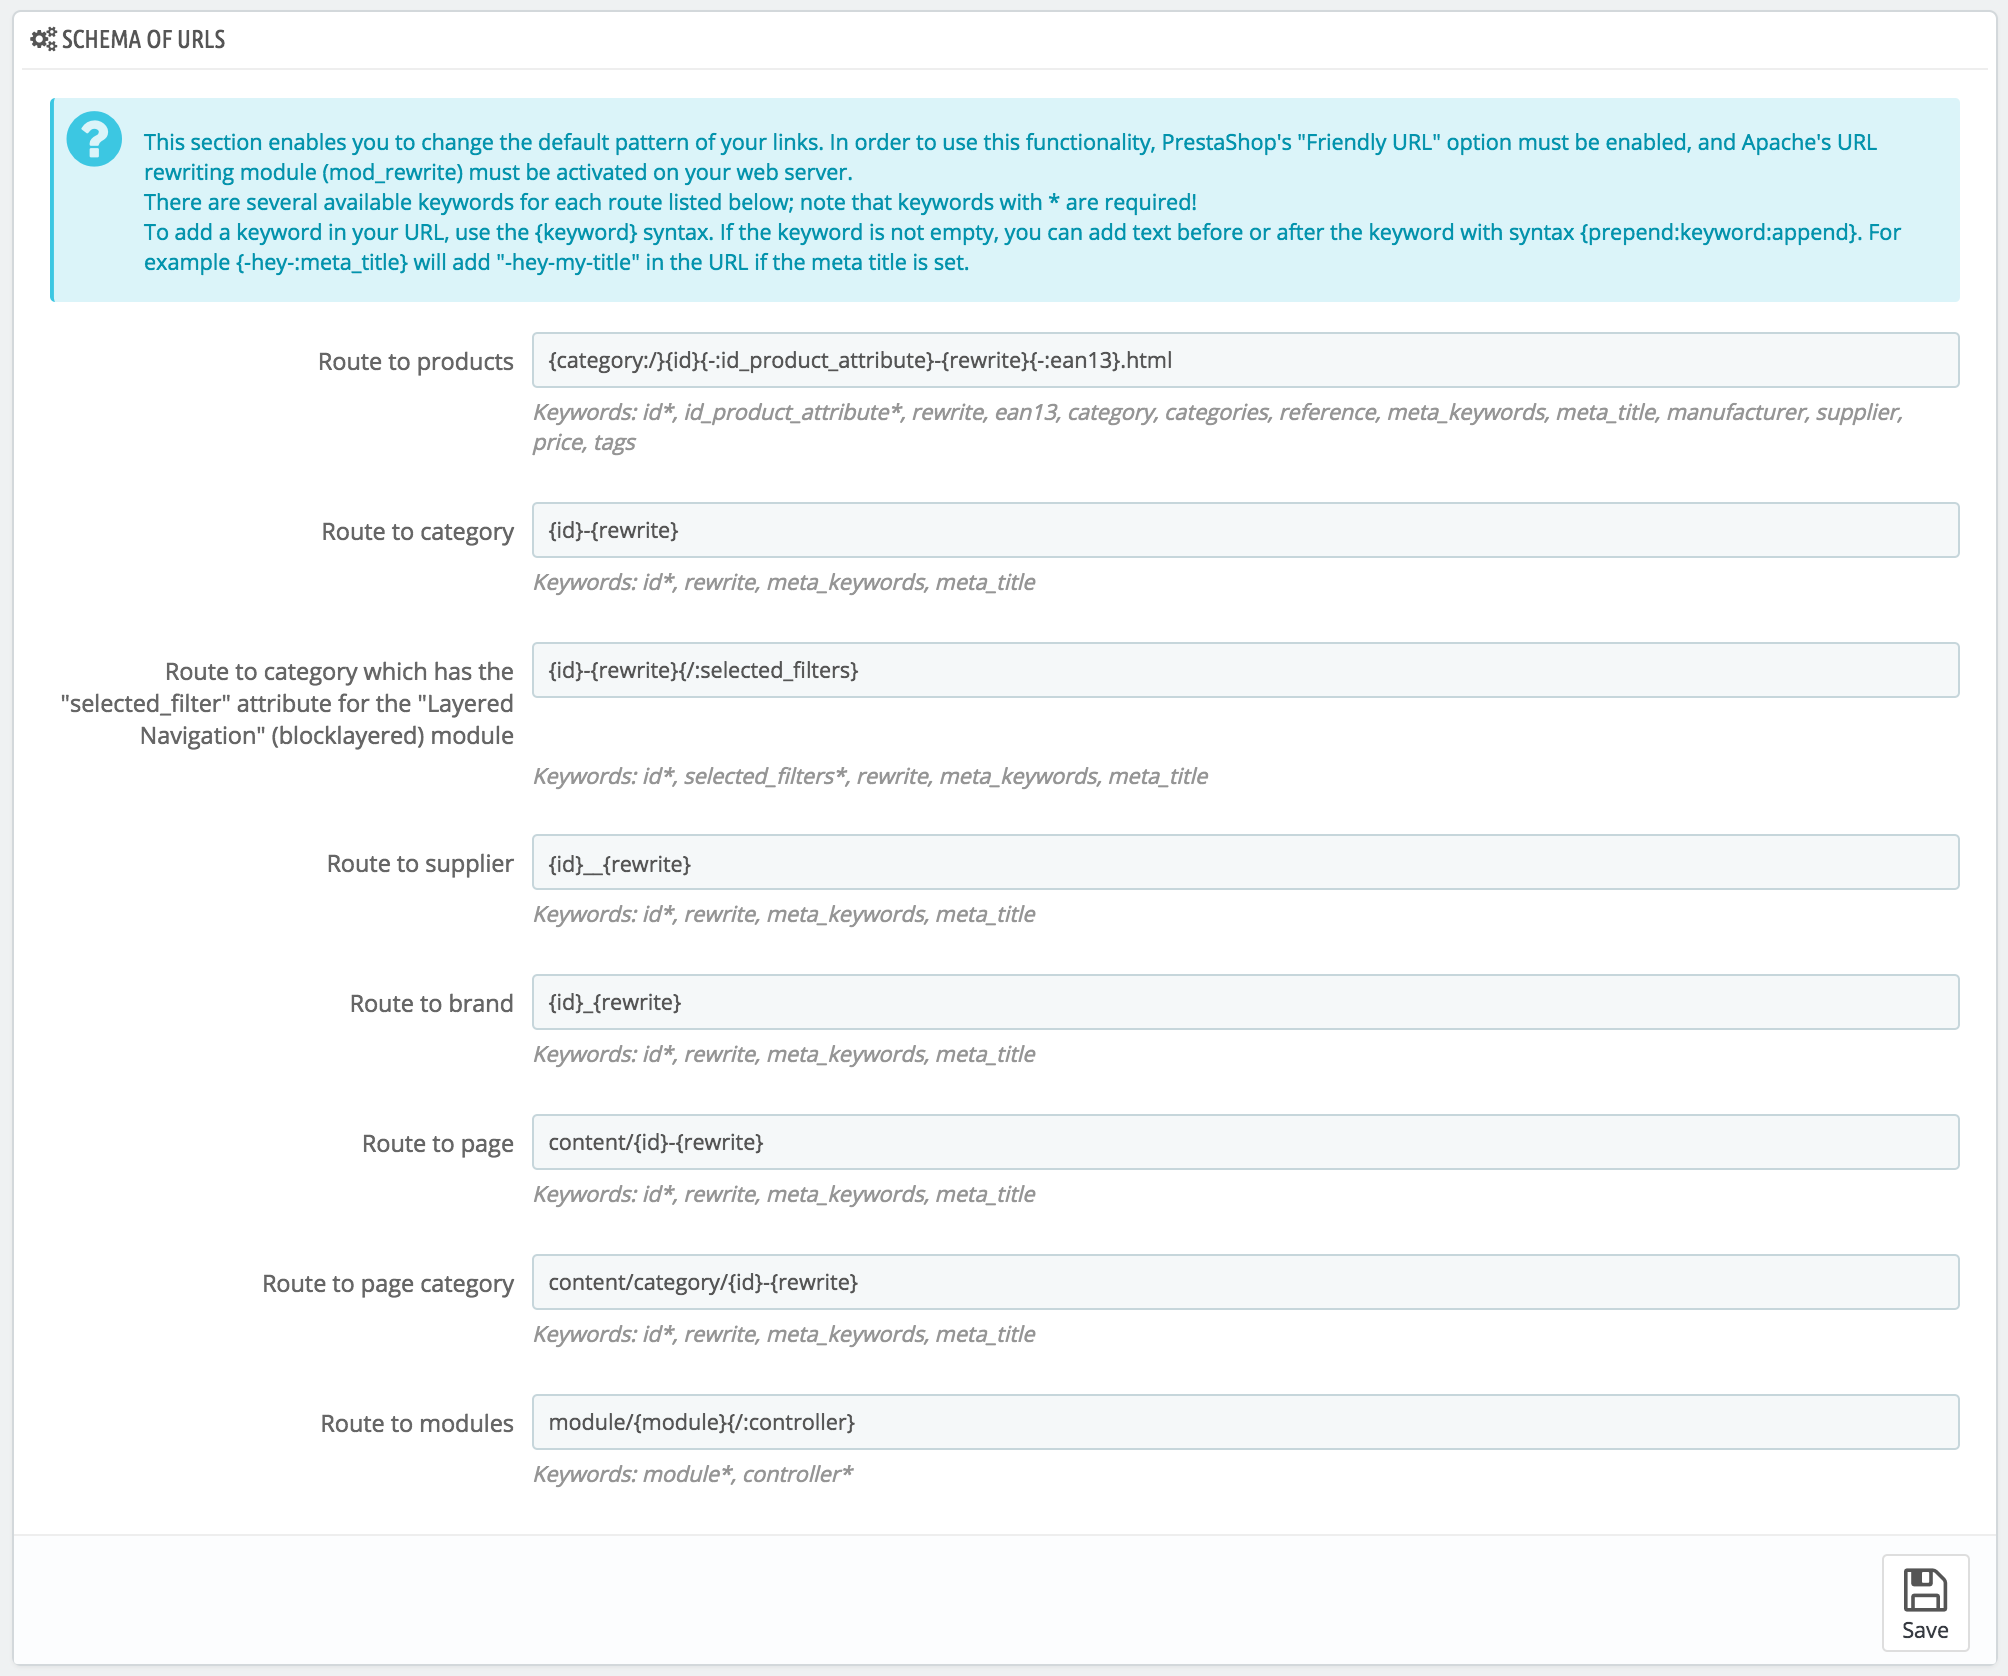 SCHEMA OF URLS
This section enables you to change the default pattern of your links. In order to use this functionality, PrestaShop's "Friendly URL" option must be enabled, and Apache's URL
rewriting module (mod_rewrite) must be activated on your web server.
There are several available keywords for each route listed below; note that keywords with * are required!
To add a keyword in your URL, use the {keyword} syntax. If the keyword is not empty, you can add text before or after the keyword with syntax {prepend:keyword:append}. For
example {-hey-:meta_title} will add "-hey-my-title" in the URL if the meta title is set.
Route to products
{category:/}{id}{-:id_product_attribute}-{rewrite}{-:ean13}.html
Keywords: id*, id_product_attribute*, rewrite, ean13, category, categories, reference, meta_keywords, meta_title, manufacturer, supplier,
price, tags
Route to category
{id}-{rewrite}
Keywords: id*, rewrite, meta_keywords, meta_title
Route to category which has the
"selected_filter" attribute for the "Layered
Navigation" (blocklayered) module
{id}-{rewrite}{/:selected_filters}
Keywords: id*, selected_filters*, rewrite, meta_keywords, meta_title
Route to supplier
{id}__{rewrite}
Keywords: id*, rewrite, meta_keywords, meta_title
Route to brand
{id}_{rewrite}
Keywords: id*, rewrite, meta_keywords, meta_title
Route to page
content/{id}-{rewrite}
Keywords: id*, rewrite, meta_keywords, meta_title
Route to page category
content/category/{id}-{rewrite}
Keywords: id*, rewrite, meta_keywords, meta_title
Route to modules
module/{module}{/:controller}
Keywords: module*, controller*
Save